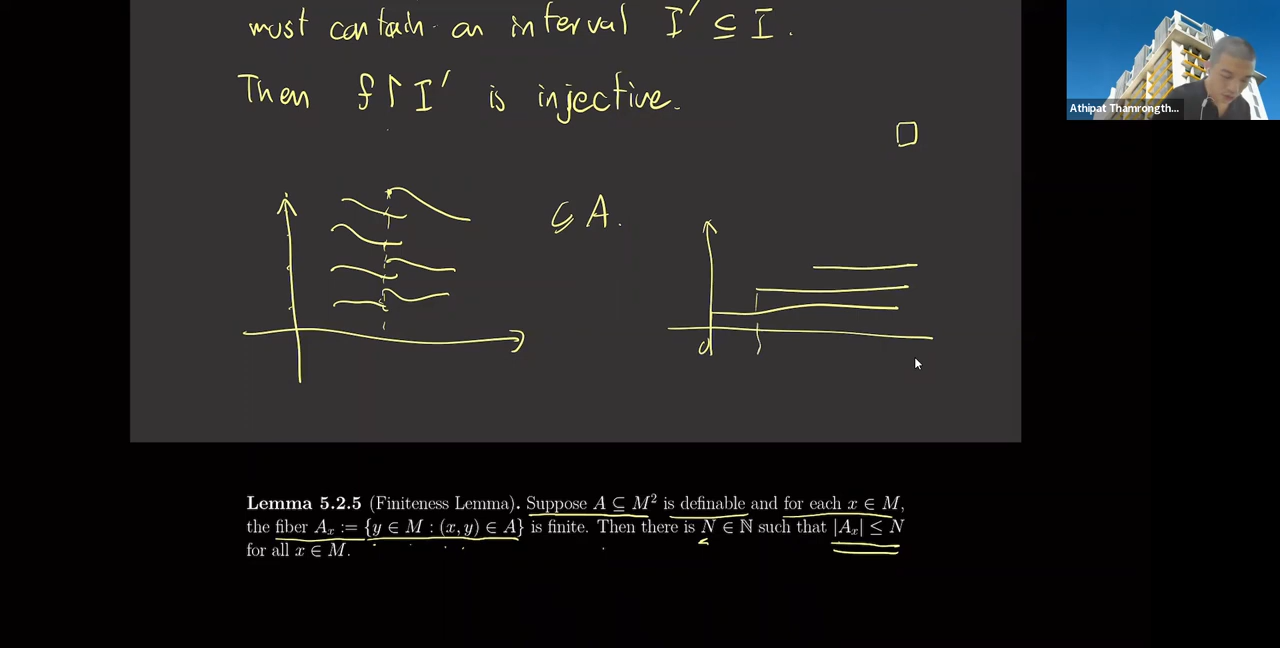 must contain an interval I′ ⊆ I.
Then f↾I′ is injective.
□
⊆ A.
0
Athipat Thamrongth...
Lemma 5.2.5 (Finiteness Lemma). Suppose A ⊆ M² is definable and for each x ∈ M,
the fiber Aₓ := {y ∈ M : (x, y) ∈ A} is finite. Then there is N ∈ ℕ such that |Aₓ| ≤ N
for all x ∈ M.